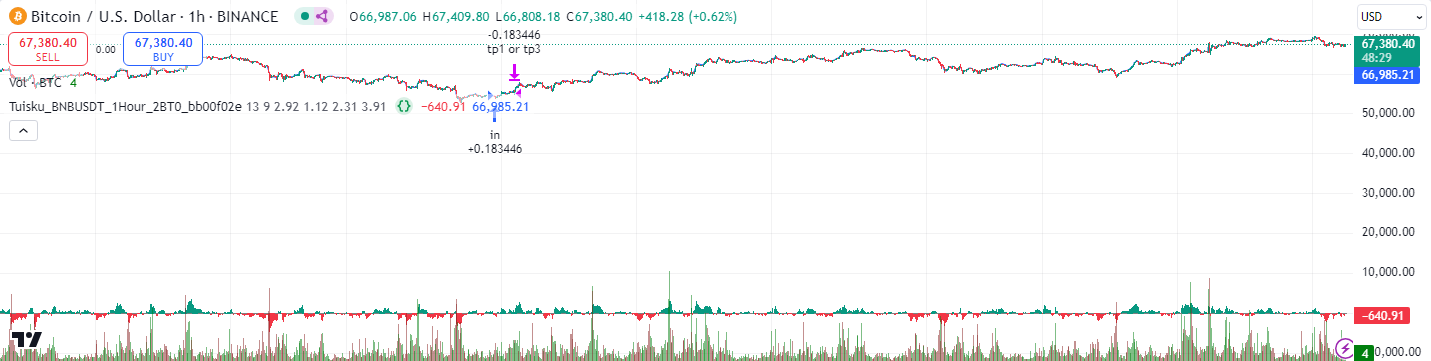 Bitcoin / U.S. Dollar · 1h · BINANCE O66,987.06 H67,409.80 L66,808.18 C67,380.40 +418.28 (+0.62%)
USD
67,380.40
SELL
0.00
67,380.40
BUY
-0.183446
tp1 or tp3
67,380.40
48:29
66,985.21
Vol · BTC 4
Tuisku_BNBUSDT_1Hour_2BT0_bb00f02e 13 9 2.92 1.12 2.31 3.91 {} −640.91 66,985.21
in
+0.183446
50,000.00
40,000.00
30,000.00
20,000.00
10,000.00
−640.91
4
0,000.00